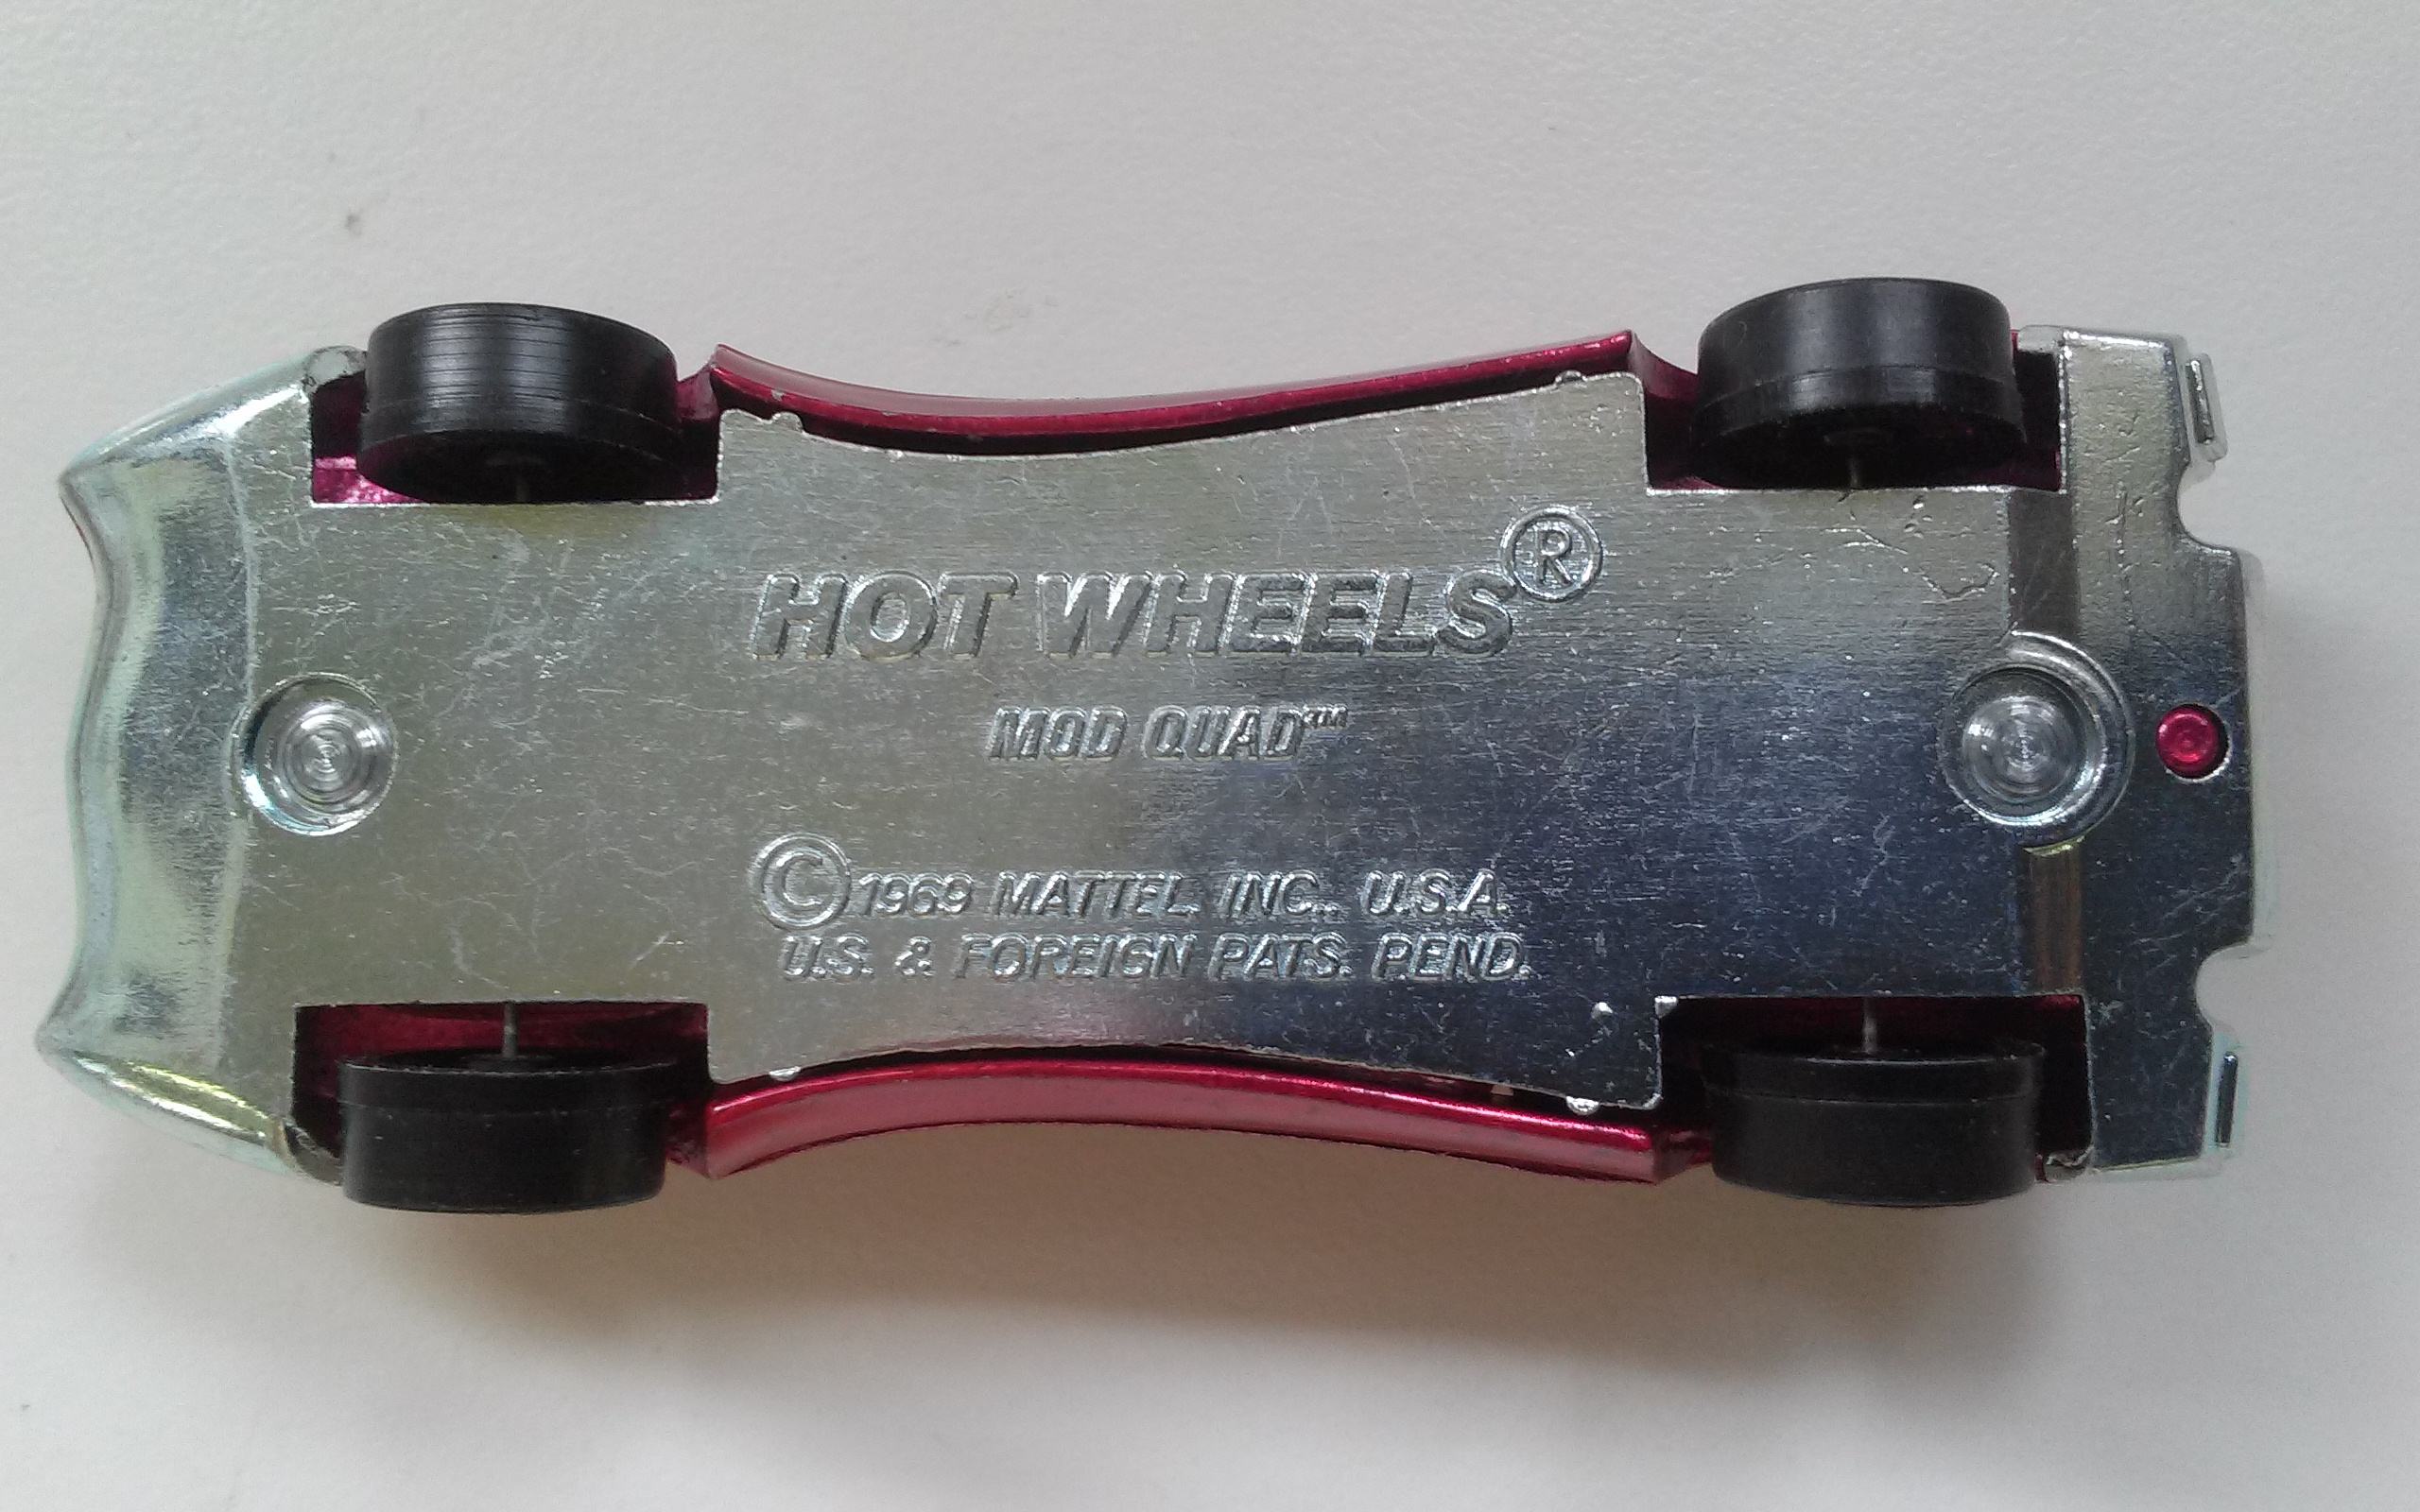 HOT WHEELS®
MOD QUAD™
©1969 MATTEL, INC., U.S.A.
U.S. & FOREIGN PATS. PEND.